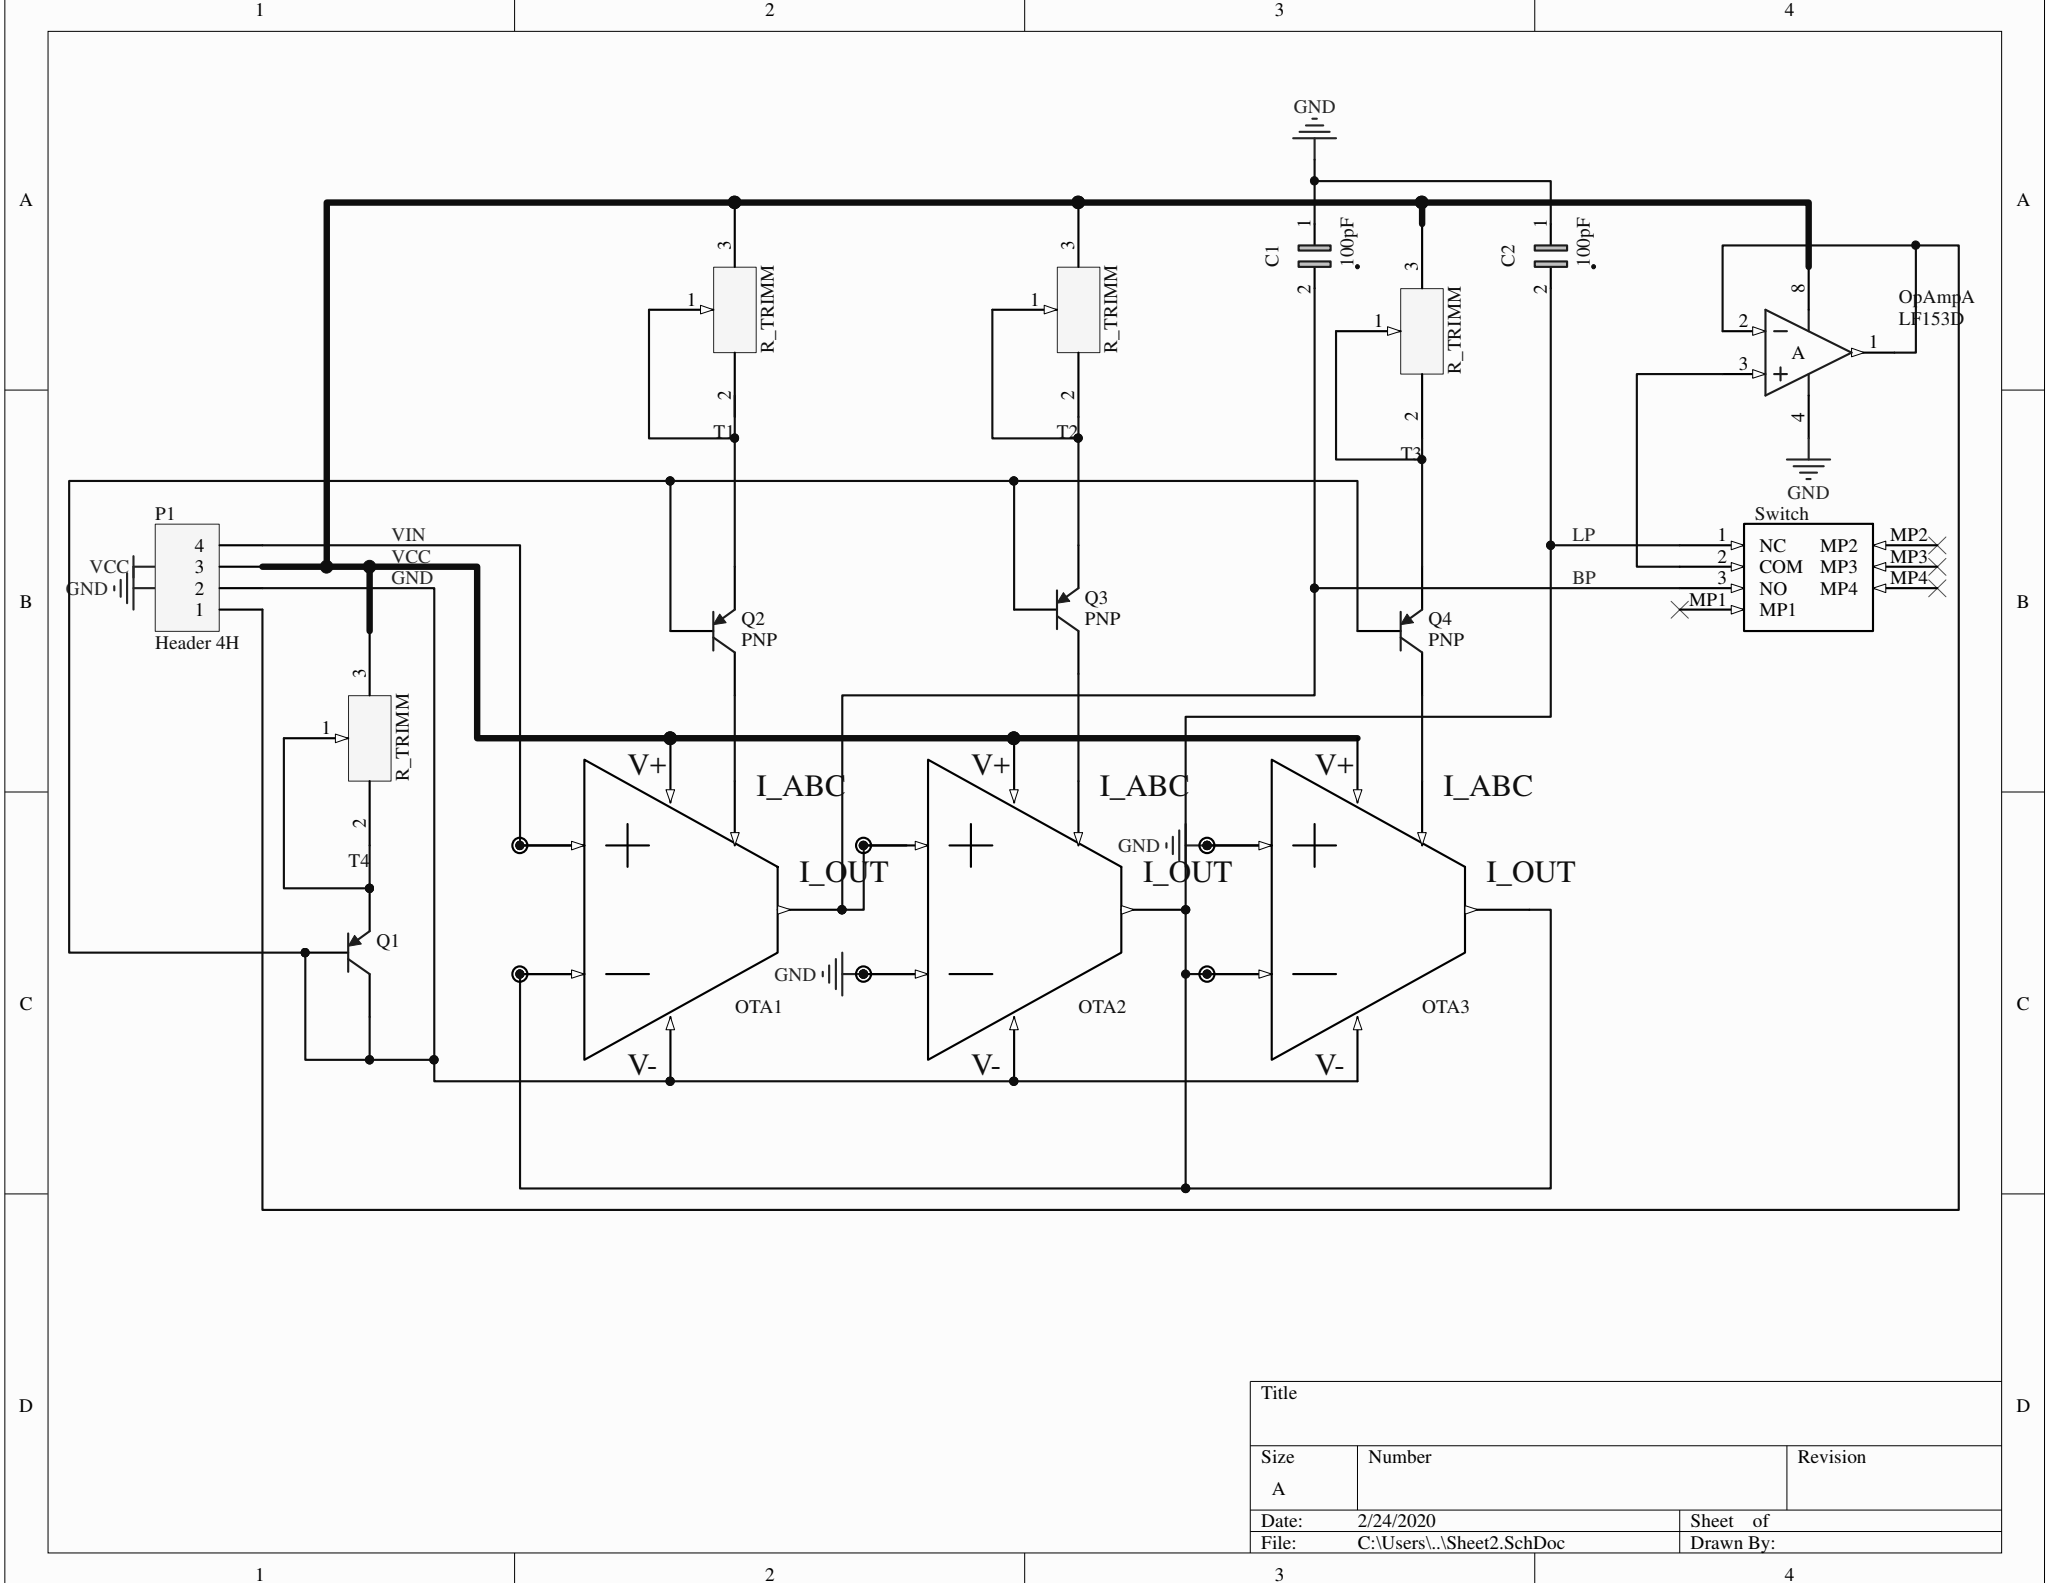 1 2 3 4
GND
A A
3 3 1 C1 100pF 1 C2 100pF
1 R_TRIMM 1 R_TRIMM 2 2 3 8 OpAmpA
LF153D
1 R_TRIMM 2 A 1
3
2 2 2 4
T1 T2 T3
GND
P1 Switch
4 VIN LP 1 NC MP2 MP2
VCC 3 VCC 2 COM MP3 MP3
GND 2 GND BP 3 NO MP4 MP4
1 MP1 MP1
B B
Header 4H
Q2
PNP
Q3
PNP
Q4
PNP
3
1 R_TRIMM
2
T4
Q1
V+ V+ V+
I_ABC I_ABC I_ABC
GND
I_OUT I_OUT I_OUT
GND
OTA1 OTA2 OTA3
C C
V- V- V-
D D
Title
Size Number Revision
A
Date: 2/24/2020 Sheet of
File: C:\Users\..\Sheet2.SchDoc Drawn By:
1 2 3 4